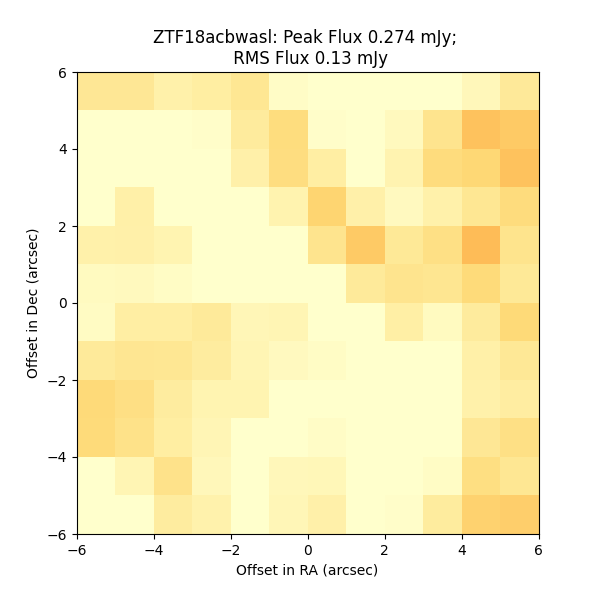 ZTF18acbwasl: Peak Flux 0.274 mJy;
RMS Flux 0.13 mJy
6
4
2
0
−2
−4
−6
Offset in Dec (arcsec)
−6 −4 −2 0 2 4 6
Offset in RA (arcsec)